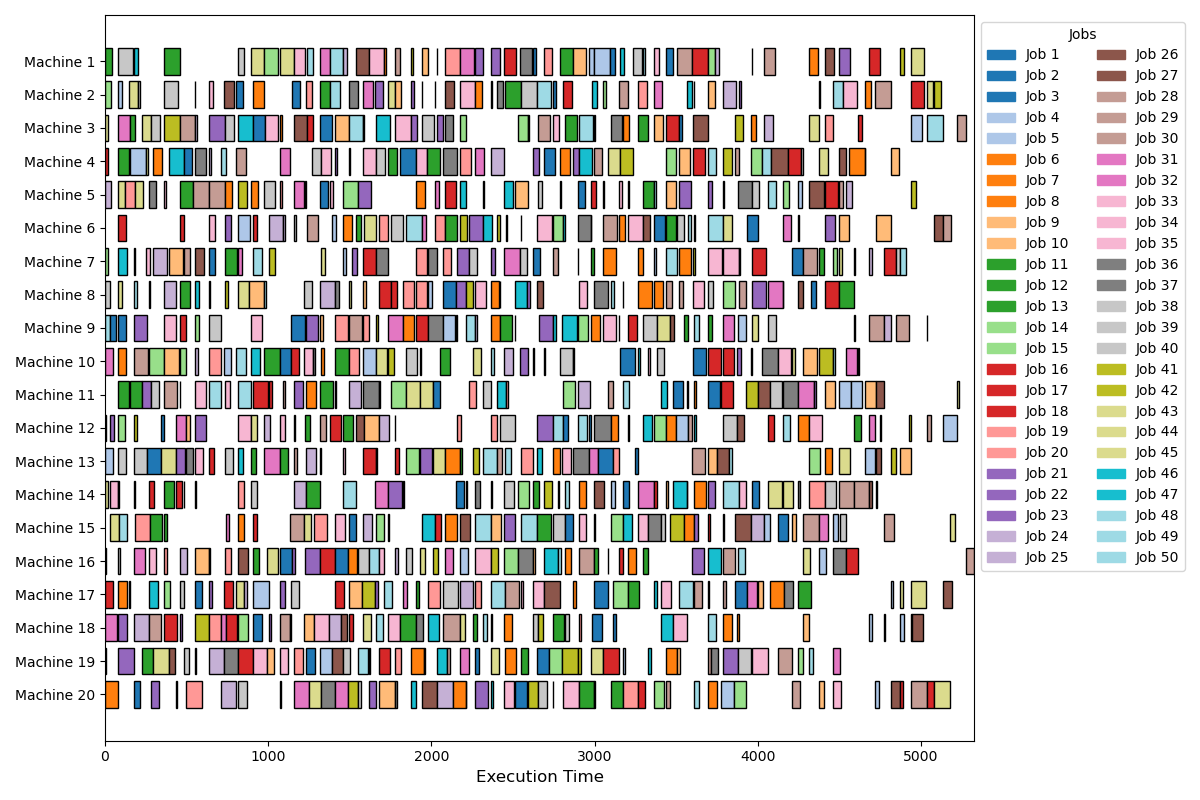 Machine 1
Machine 2
Machine 3
Machine 4
Machine 5
Machine 6
Machine 7
Machine 8
Machine 9
Machine 10
Machine 11
Machine 12
Machine 13
Machine 14
Machine 15
Machine 16
Machine 17
Machine 18
Machine 19
Machine 20
0 1000 2000 3000 4000 5000
Execution Time
Jobs
Job 1 Job 26
Job 2 Job 27
Job 3 Job 28
Job 4 Job 29
Job 5 Job 30
Job 6 Job 31
Job 7 Job 32
Job 8 Job 33
Job 9 Job 34
Job 10 Job 35
Job 11 Job 36
Job 12 Job 37
Job 13 Job 38
Job 14 Job 39
Job 15 Job 40
Job 16 Job 41
Job 17 Job 42
Job 18 Job 43
Job 19 Job 44
Job 20 Job 45
Job 21 Job 46
Job 22 Job 47
Job 23 Job 48
Job 24 Job 49
Job 25 Job 50